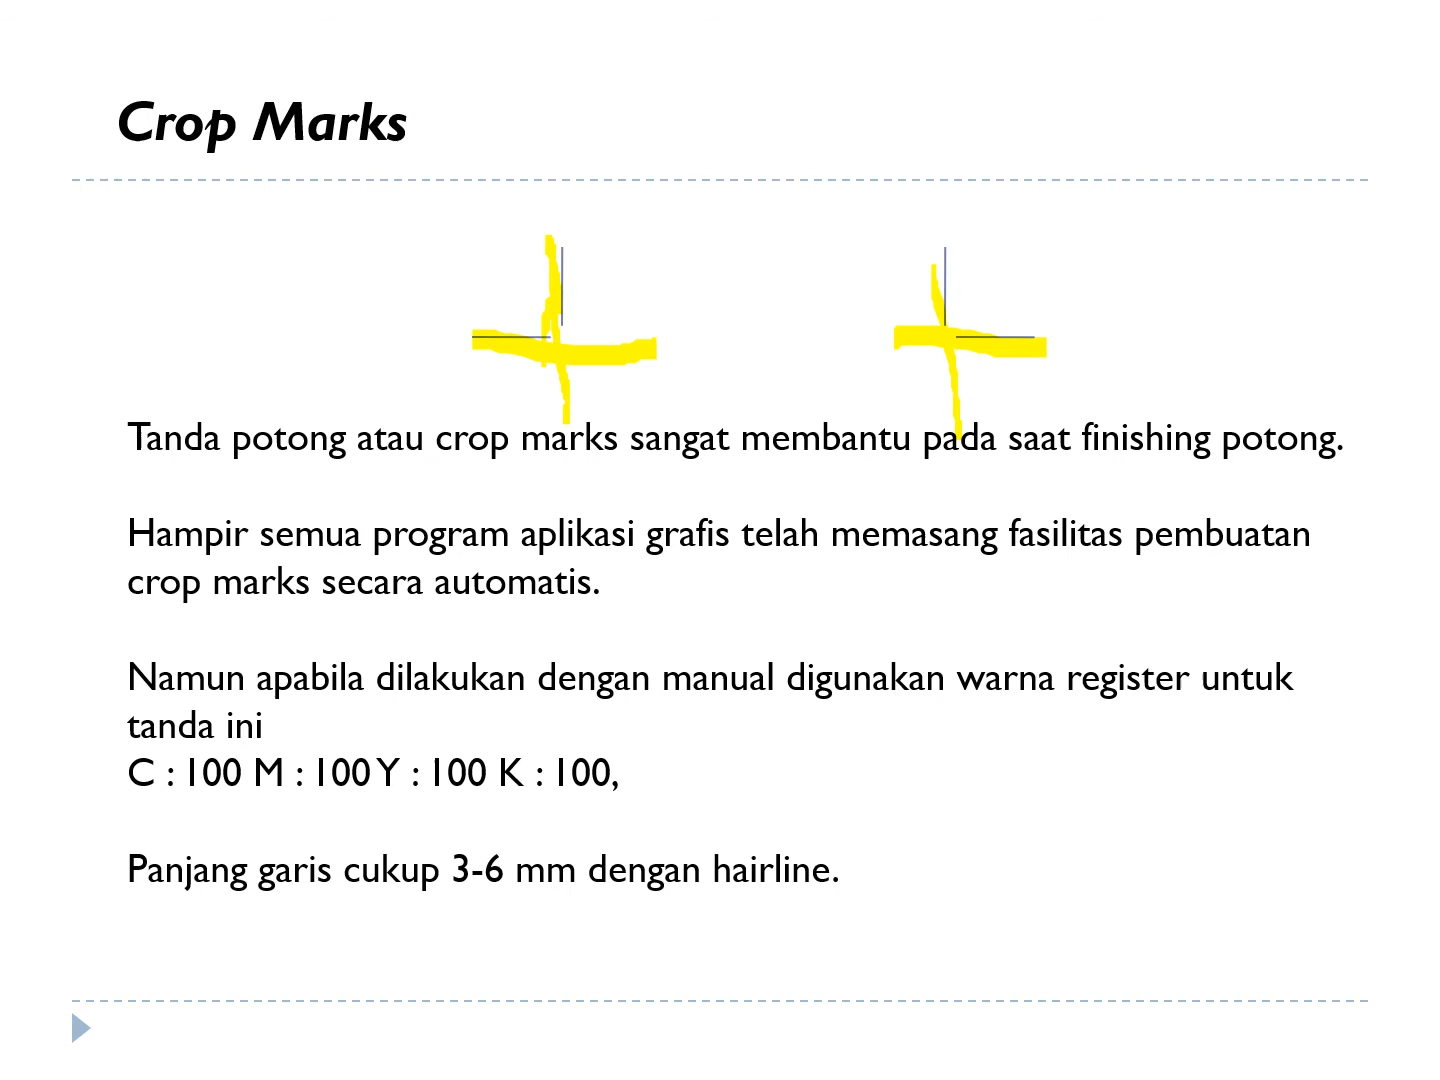 Crop Marks
Tanda potong atau crop marks sangat membantu pada saat finishing potong.
Hampir semua program aplikasi grafis telah memasang fasilitas pembuatan
crop marks secara automatis.
Namun apabila dilakukan dengan manual digunakan warna register untuk
tanda ini
C : 100 M : 100 Y : 100 K : 100,
Panjang garis cukup 3-6 mm dengan hairline.